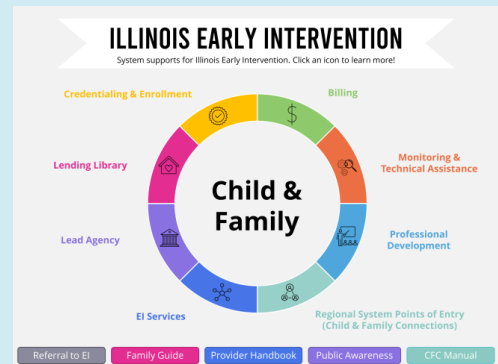 ILLINOIS EARLY INTERVENTION
System supports for Illinois Early Intervention. Click an icon to learn more!
Credentialing & Enrollment
Billing
Lending Library
Monitoring &
Technical Assistance
Child &
Family
Lead Agency
Professional
Development
EI Services
Regional System Points of Entry
(Child & Family Connections)
Referral to EI
Family Guide
Provider Handbook
Public Awareness
CFC Manual